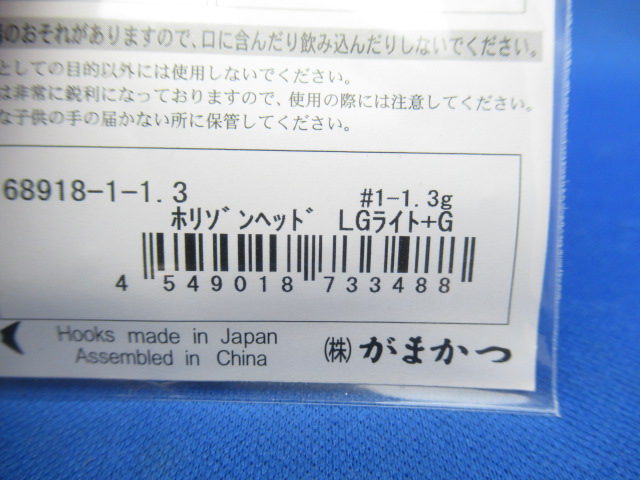 のおそれがありますので、口に含んだり飲み込んだりしないでください。
としての目的以外には使用しないでください。
は非常に鋭利になっておりますので、使用の際には注意してください。
な子供の手の届かない所に保管してください。
68918-1-1.3
#1-1.3g
ホリゾンヘッド LGライト+G
4 549018 733488
Hooks made in Japan
Assembled in China
㈱がまかつ